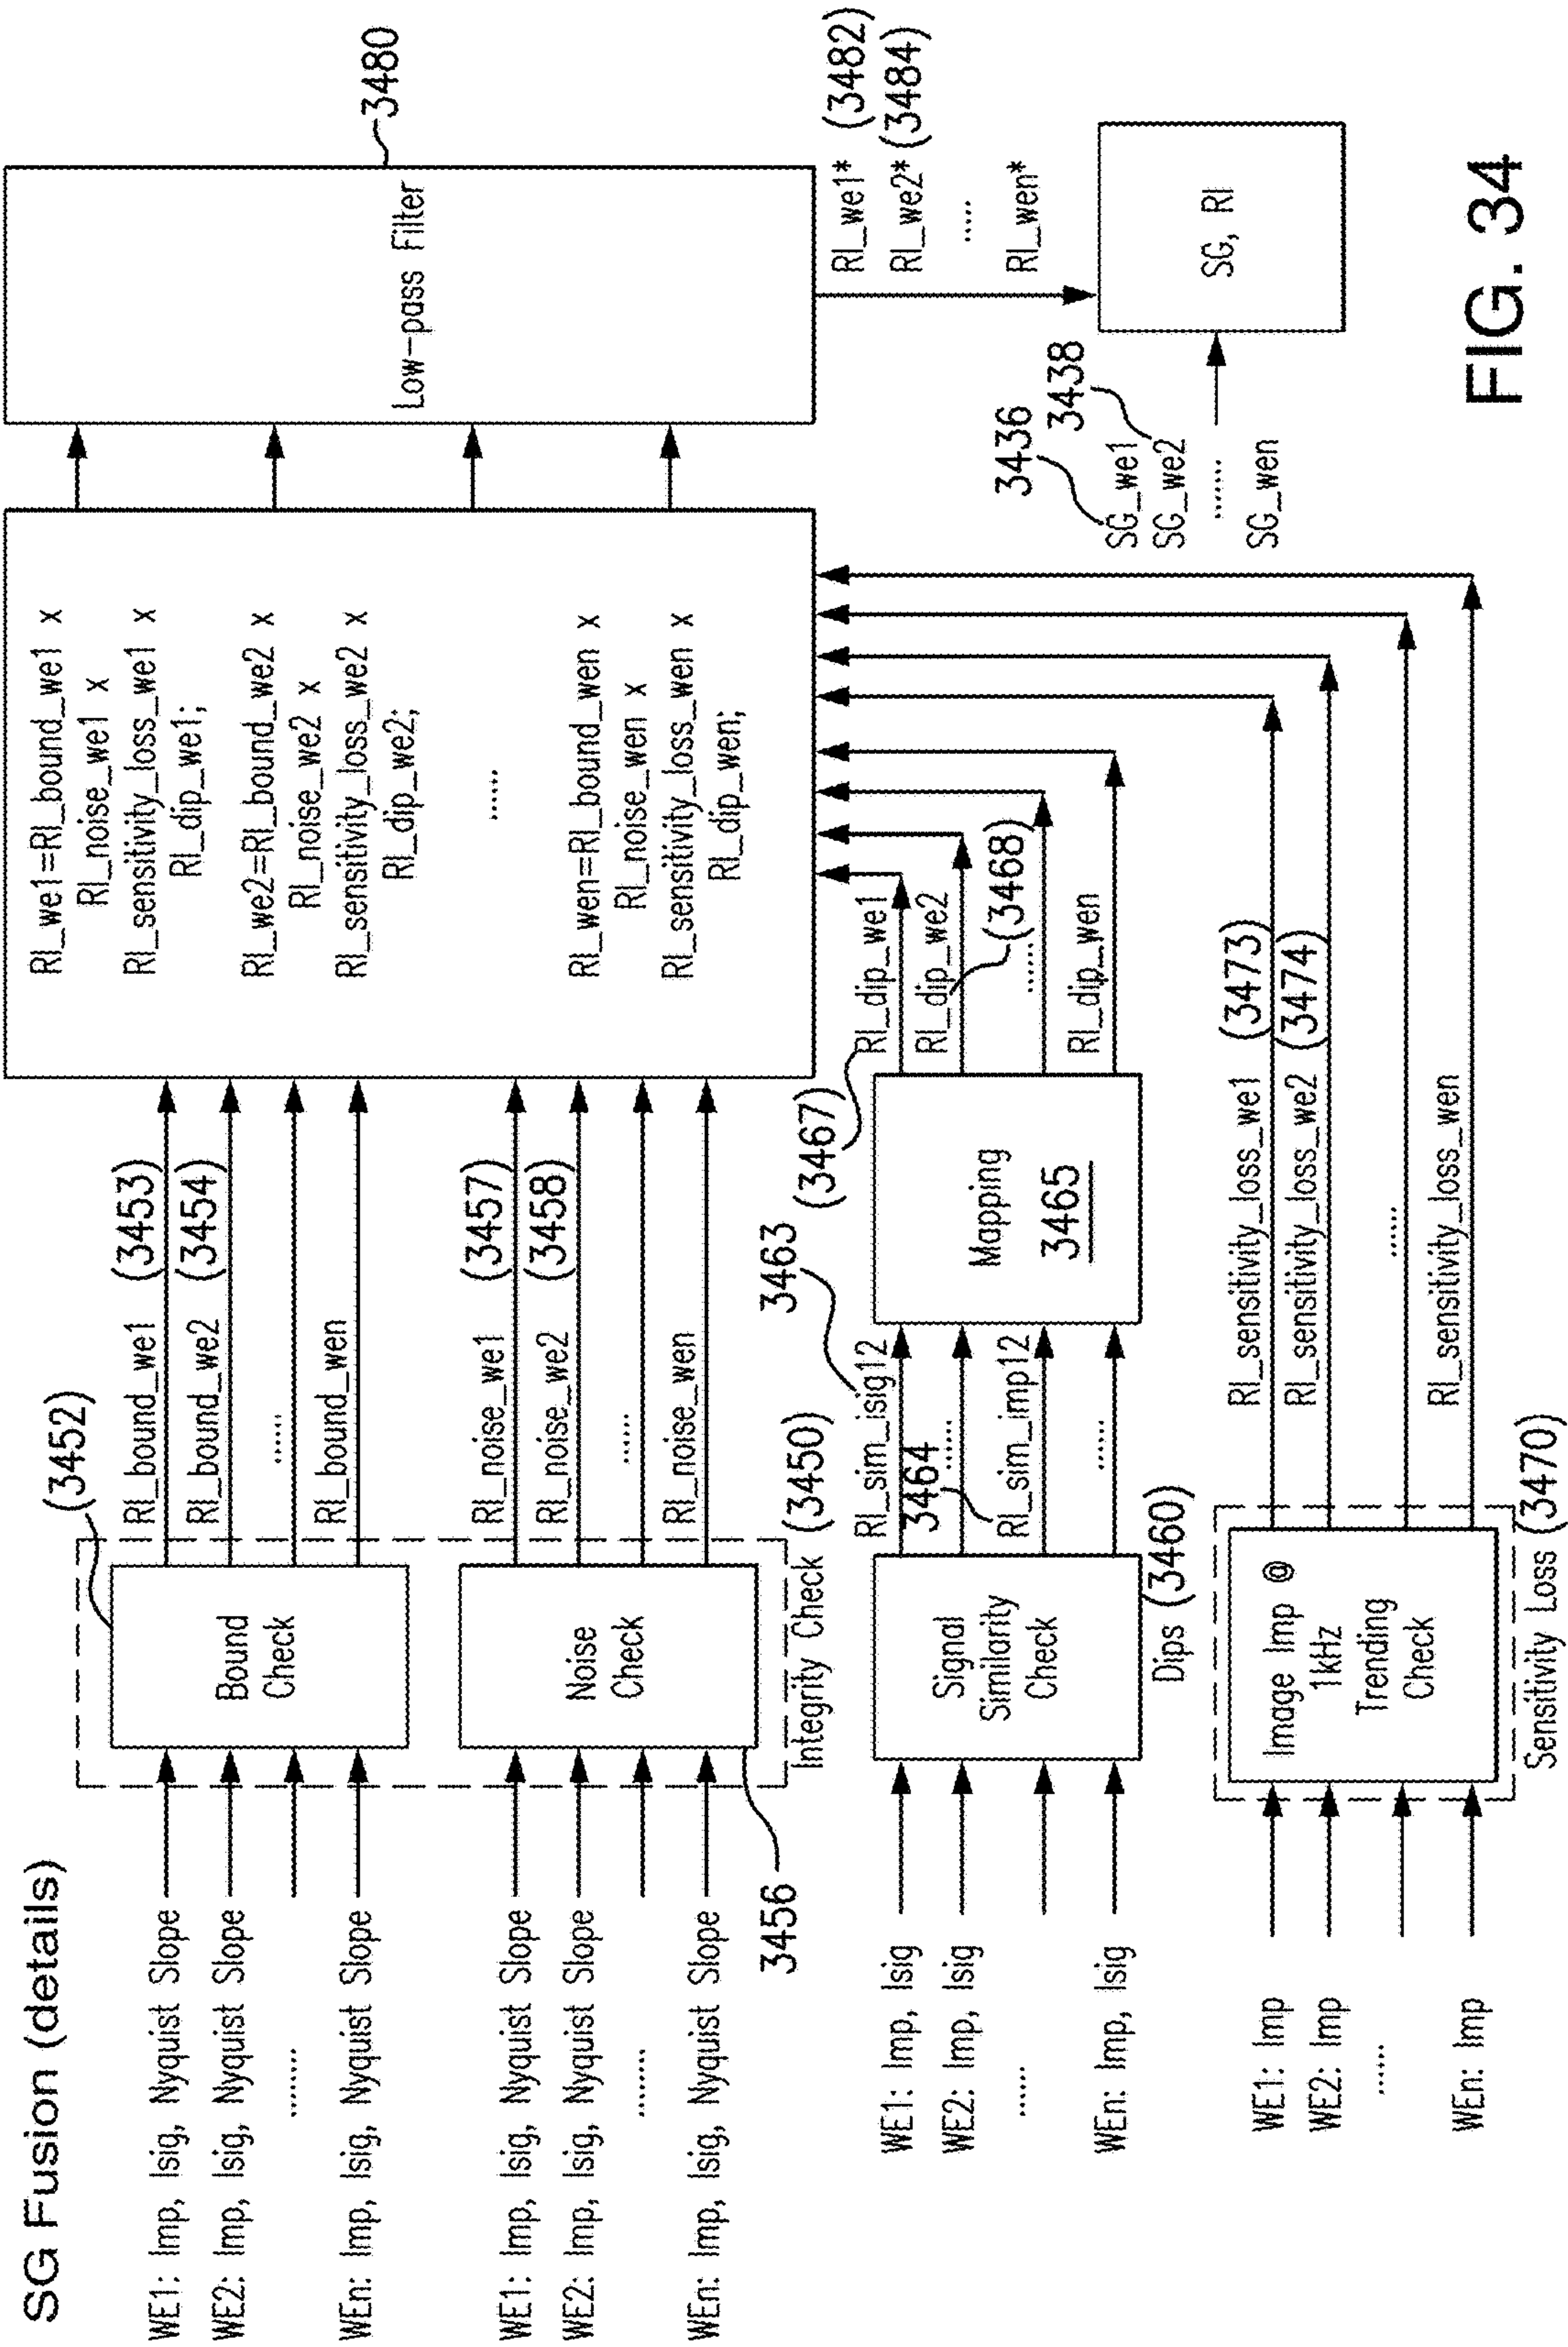 SG Fusion (details)
WE1: Imp, Isig, Nyquist Slope
WE2: Imp, Isig, Nyquist Slope
.......
WEn: Imp, Isig, Nyquist Slope
(3452)
Bound
Check
RI_bound_we1 (3453)
RI_bound_we2 (3454)
......
RI_bound_wen
WE1: Imp, Isig, Nyquist Slope
WE2: Imp, Isig, Nyquist Slope
.......
WEn: Imp, Isig, Nyquist Slope
3456
Noise
Check
Integrity Check (3450)
RI_noise_we1 (3457)
RI_noise_we2 (3458)
......
RI_noise_wen
WE1: Imp, Isig
WE2: Imp, Isig
......
WEn: Imp, Isig
Signal
Similarity
Check
Dips (3460)
RI_sim_isig12
3463
......
3464
RI_sim_imp12
......
Mapping
3465
(3467)
RI_dip_we1
RI_dip_we2
(3468)
......
RI_dip_wen
WE1: Imp
WE2: Imp
......
WEn: Imp
Image Imp @
1kHz
Trending
Check
Sensitivity Loss (3470)
RI_sensitivity_loss_we1 (3473)
RI_sensitivity_loss_we2 (3474)
......
RI_sensitivity_loss_wen
RI_we1=RI_bound_we1 x
RI_noise_we1 x
RI_sensitivity_loss_we1 x
RI_dip_we1;
RI_we2=RI_bound_we2 x
RI_noise_we2 x
RI_sensitivity_loss_we2 x
RI_dip_we2;
......
RI_wen=RI_bound_wen x
RI_noise_wen x
RI_sensitivity_loss_wen x
RI_dip_wen;
Low-pass Filter
3480
RI_we1* (3482)
RI_we2* (3484)
.....
RI_wen*
3436
3438
SG_we1
SG_we2
......
SG_wen
SG, RI
FIG. 34